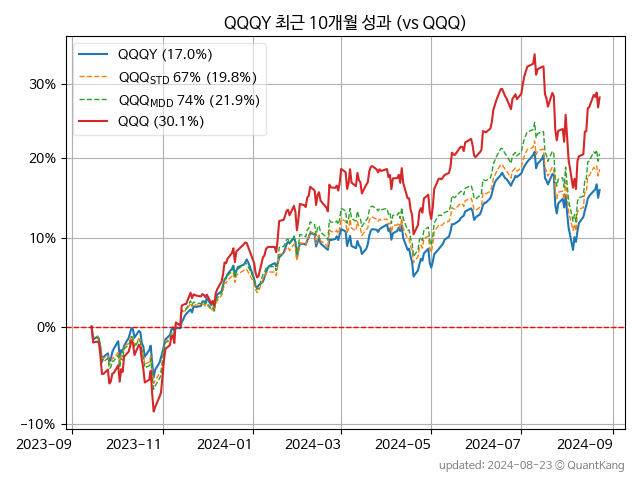 QQQY 최근 10개월 성과 (vs QQQ)
QQQY (17.0%)
QQQSTD 67% (19.8%)
QQQMDD 74% (21.9%)
QQQ (30.1%)
30%
20%
10%
0%
−10%
2023-09 2023-11 2024-01 2024-03 2024-05 2024-07 2024-09
updated: 2024-08-23 © QuantKang